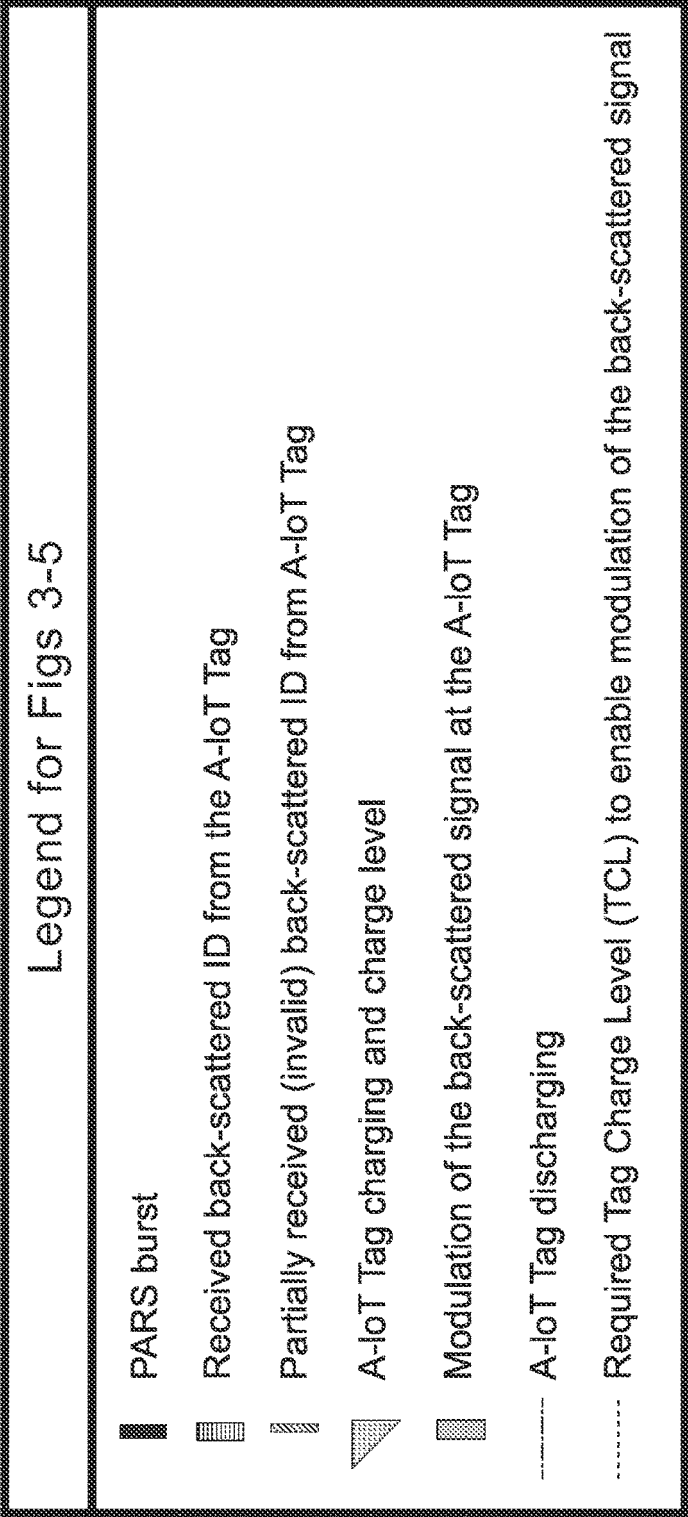 Legend for Figs 3-5
PARS burst
Received back-scattered ID from the A-IoT Tag
Partially received (invalid) back-scattered ID from A-IoT Tag
A-IoT Tag charging and charge level
Modulation of the back-scattered signal at the A-IoT Tag
A-IoT Tag discharging
Required Tag Charge Level (TCL) to enable modulation of the back-scattered signal